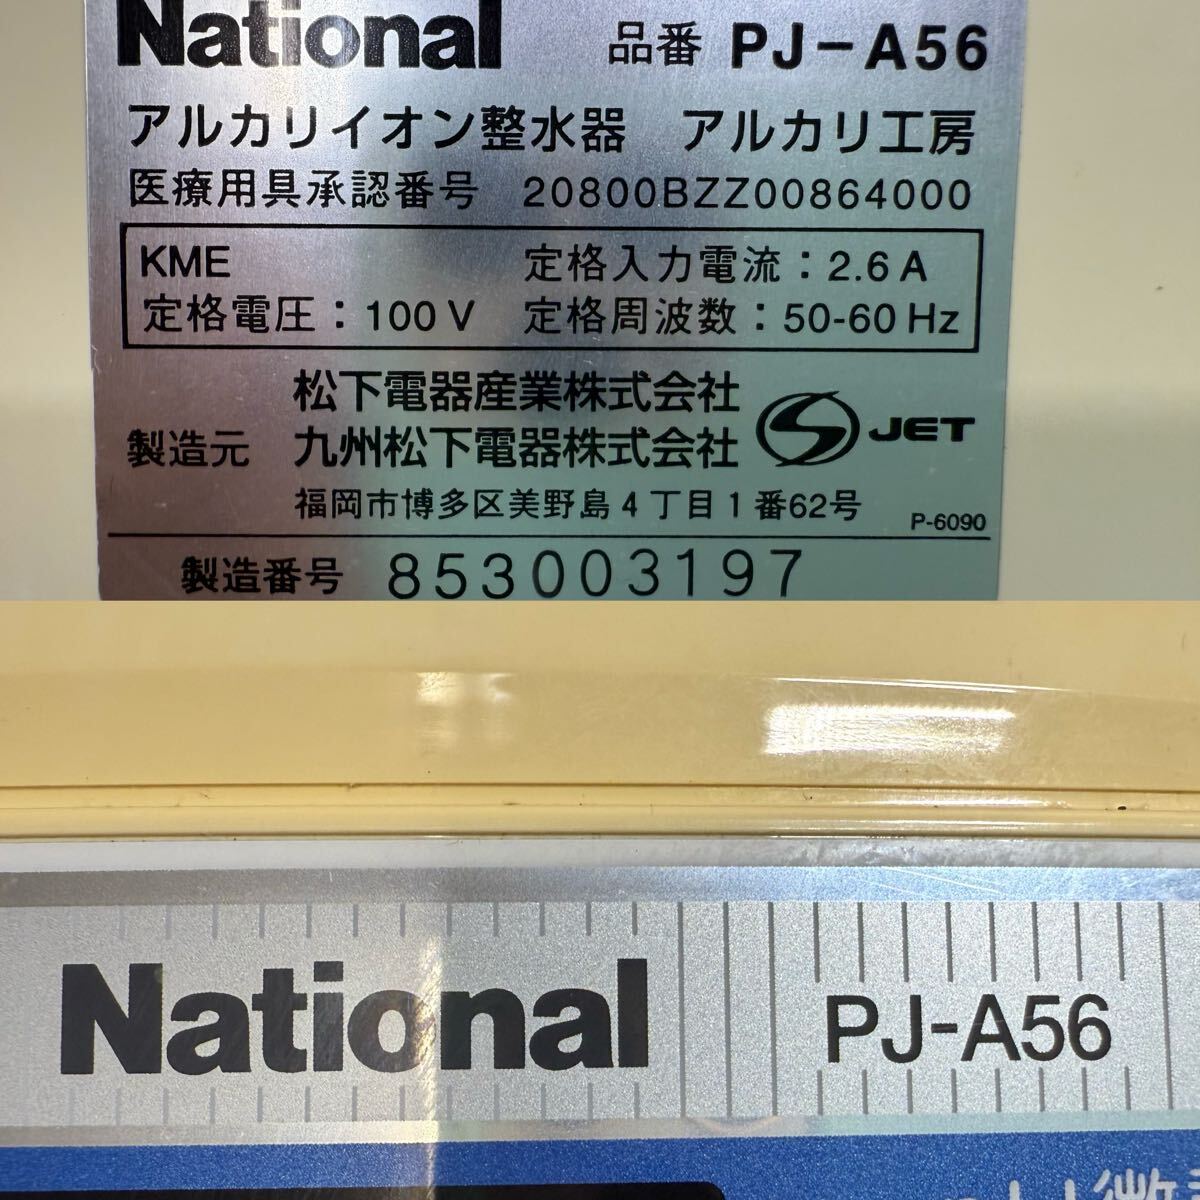 National 品番 PJ-A56
アルカリイオン整水器 アルカリ工房
医療用具承認番号 20800BZZ00864000
KME 定格入力電流：2.6 A
定格電圧：100 V 定格周波数：50-60 Hz
松下電器産業株式会社
製造元 九州松下電器株式会社
JET
福岡市博多区美野島4丁目1番62号
P-6090
製造番号 853003197
National PJ-A56